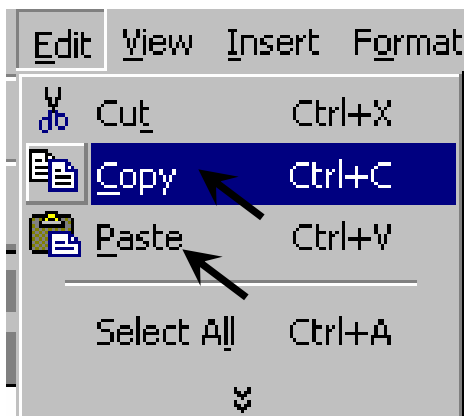 Edit View Insert Format
Cut Ctrl+X
Copy Ctrl+C
Paste Ctrl+V
Select All Ctrl+A